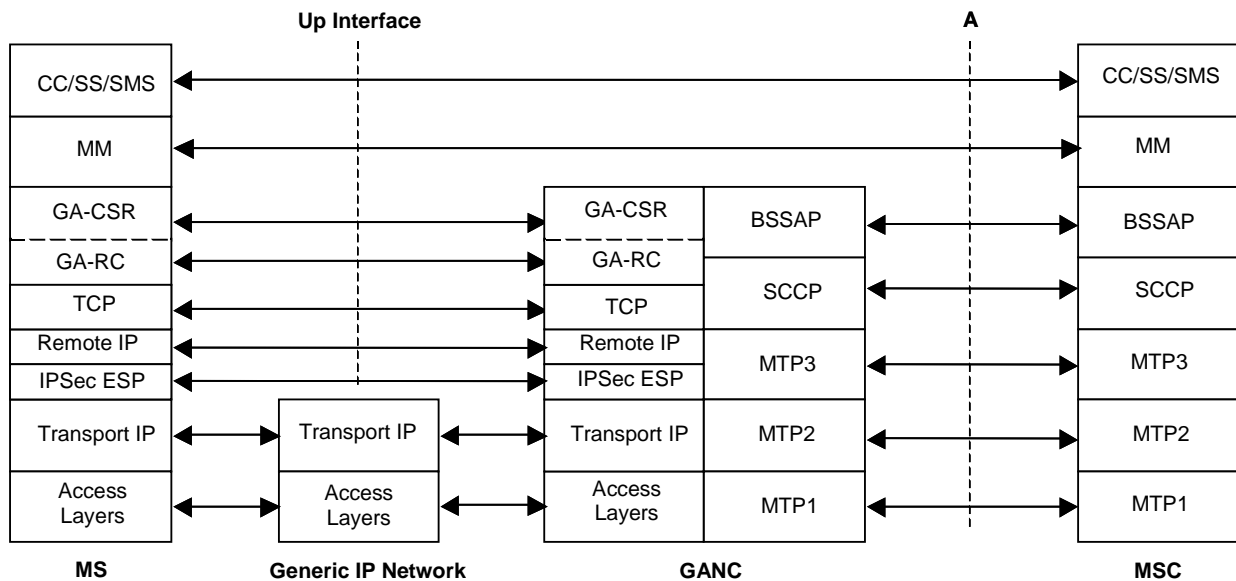 Up Interface
A
CC/SS/SMS
CC/SS/SMS
MM
MM
GA-CSR
GA-CSR
BSSAP
BSSAP
GA-RC
GA-RC
SCCP
SCCP
TCP
TCP
Remote IP
Remote IP
MTP3
MTP3
IPSec ESP
IPSec ESP
Transport IP
Transport IP
Transport IP
MTP2
MTP2
Access
Layers
Access
Layers
Access
Layers
MTP1
MTP1
MS
Generic IP Network
GANC
MSC